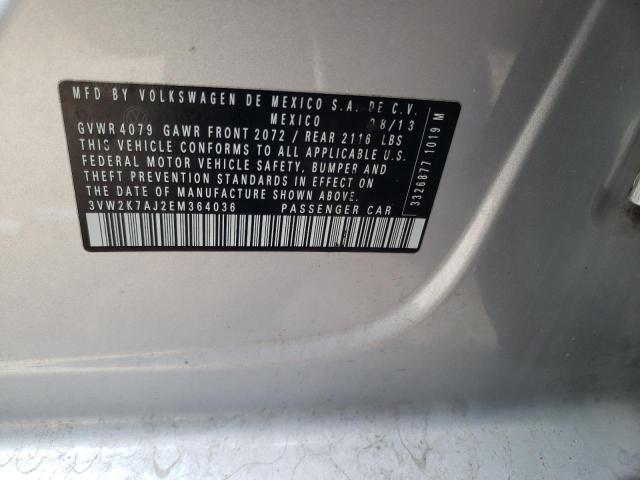 MFD BY VOLKSWAGEN DE MEXICO S.A. DE C.V.
MEXICO 08/13
GVWR 4079 GAWR FRONT 2072 / REAR 2116 LBS
THIS VEHICLE CONFORMS TO ALL APPLICABLE U.S.
FEDERAL MOTOR VEHICLE SAFETY, BUMPER AND
THEFT PREVENTION STANDARDS IN EFFECT ON
THE DATE OF MANUFACTURE SHOWN ABOVE.
3VW2K7AJ2EM364036 PASSENGER CAR
3326877 1019 M